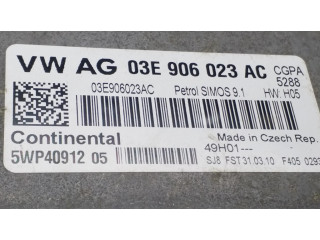 VW AG 03E 906 023 AC CGPA
5288
03E906023AC Petrol SIMOS 9.1 HW: H05
Continental Made in Czech Rep.
5WP40912 05 49H01---
SJ8 FST 31.03.10 F405 0293